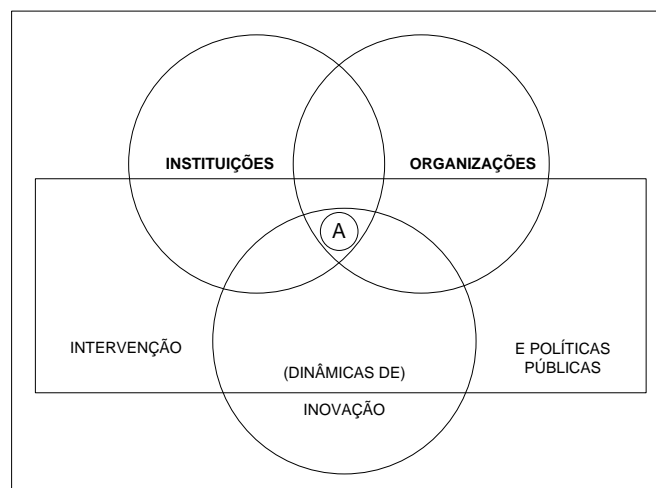 INSTITUIÇÕES
ORGANIZAÇÕES
A
INTERVENÇÃO
E POLÍTICAS
PÚBLICAS
(DINÂMICAS DE)
INOVAÇÃO